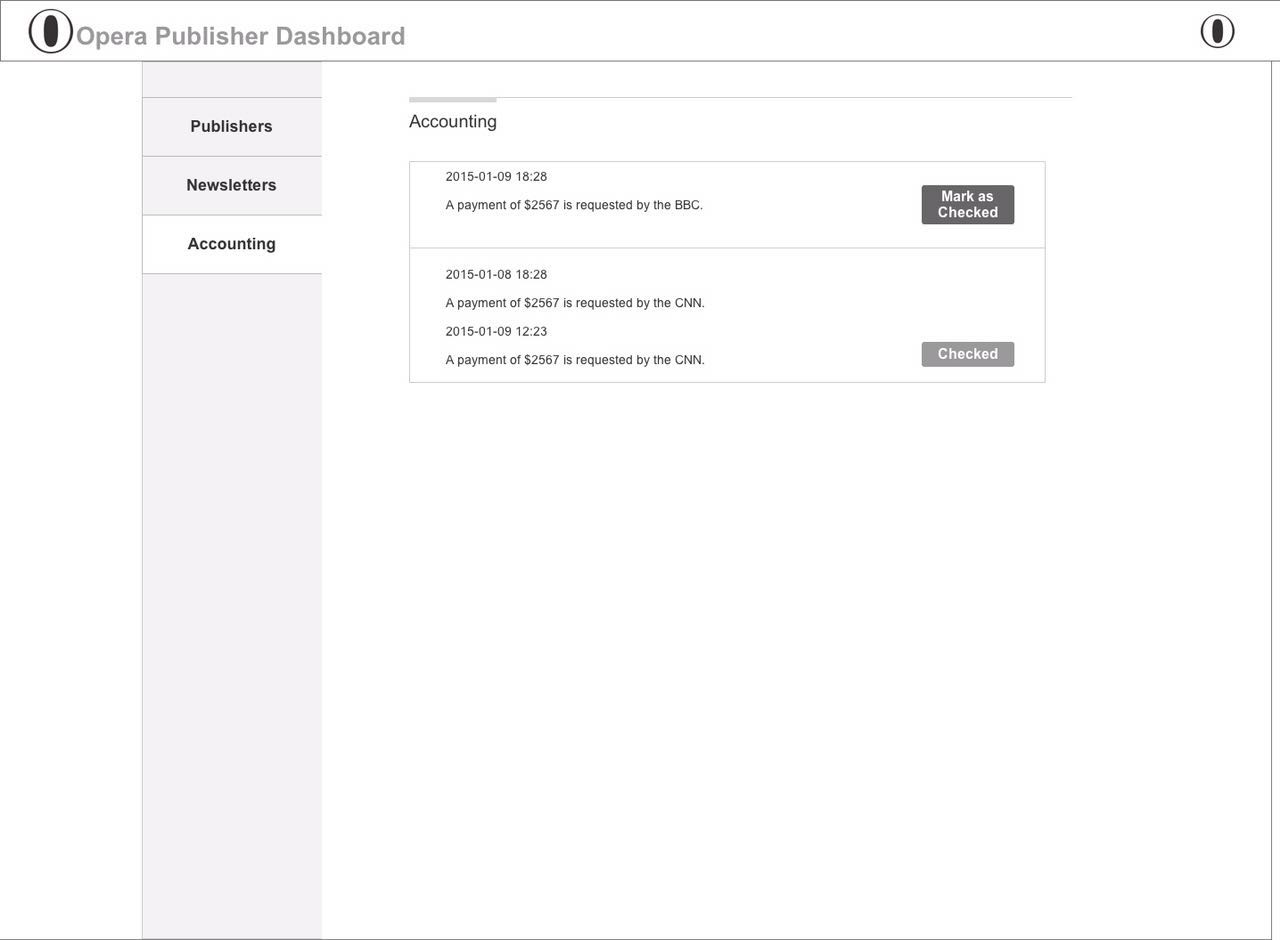 Opera Publisher Dashboard
Publishers
Newsletters
Accounting
Accounting
2015-01-09 18:28
A payment of $2567 is requested by the BBC.
Mark as
Checked
2015-01-08 18:28
A payment of $2567 is requested by the CNN.
2015-01-09 12:23
A payment of $2567 is requested by the CNN.
Checked